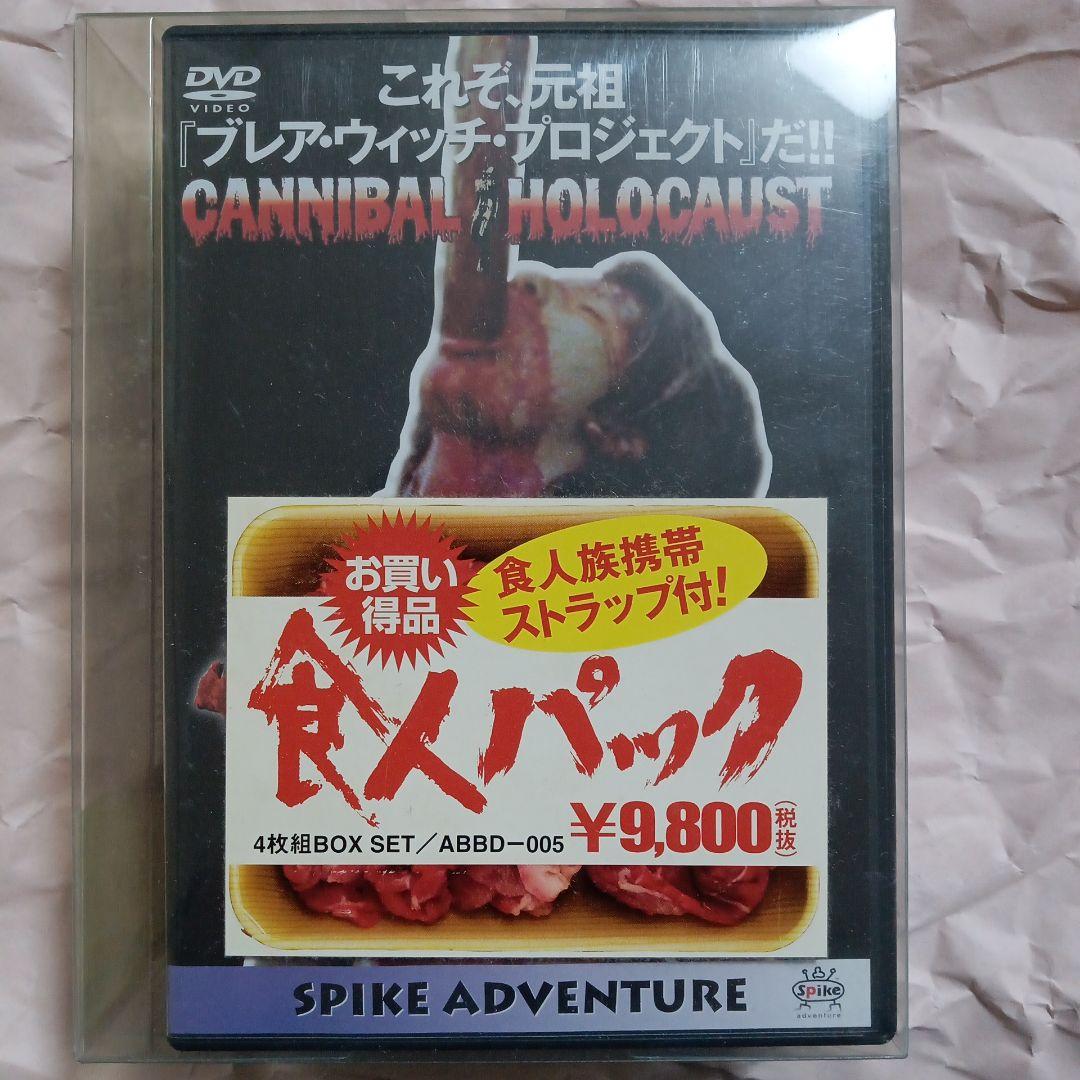 DVD
VIDEO
これぞ、元祖
『ブレア・ウィッチ・プロジェクト』だ!!
CANNIBAL HOLOCAUST
お買い
得品
食人族携帯
ストラップ付!
食人パック
4枚組BOX SET／ABBD－005 ¥9,800(税抜)
SPIKE ADVENTURE
Spike
adventure